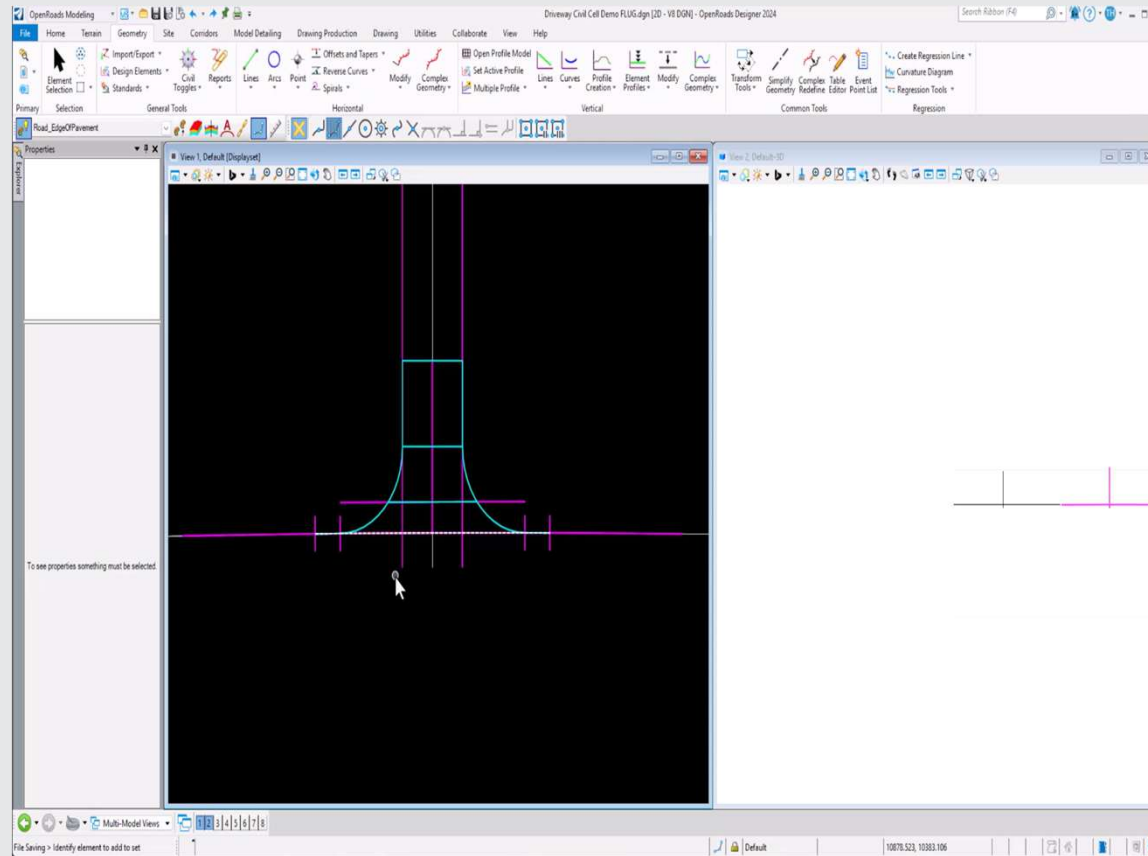 OpenRoads Modeling
Driveway Civil Cell Demo FLUG.dgn [2D - V8 DGN] - OpenRoads Designer 2024
Search Ribbon (F4)
File Home Terrain Geometry Site Corridors Model Detailing Drawing Production Drawing Utilities Collaborate View Help
Import/Export
Design Elements
Standards
Element Selection
Civil Toggles
Reports
Lines
Arcs
Point
Offsets and Tapers
Reverse Curves
Spirals
Modify
Complex Geometry
Open Profile Model
Set Active Profile
Multiple Profile
Lines
Curves
Profile Creation
Element Profiles
Modify
Complex Geometry
Transform Tools
Simplify Geometry
Complex Redefine
Table Editor
Event Point List
Create Regression Line
Curvature Diagram
Regression Tools
Primary Selection General Tools Horizontal Vertical Common Tools Regression
Road_EdgeOfPavement
Properties
Explorer
View 1, Default [Displayset]
View 2, Default-3D
To see properties something must be selected.
Multi-Model Views
1 2 3 4 5 6 7 8
File Saving > Identify element to add to set
Default
10878.523, 10383.106